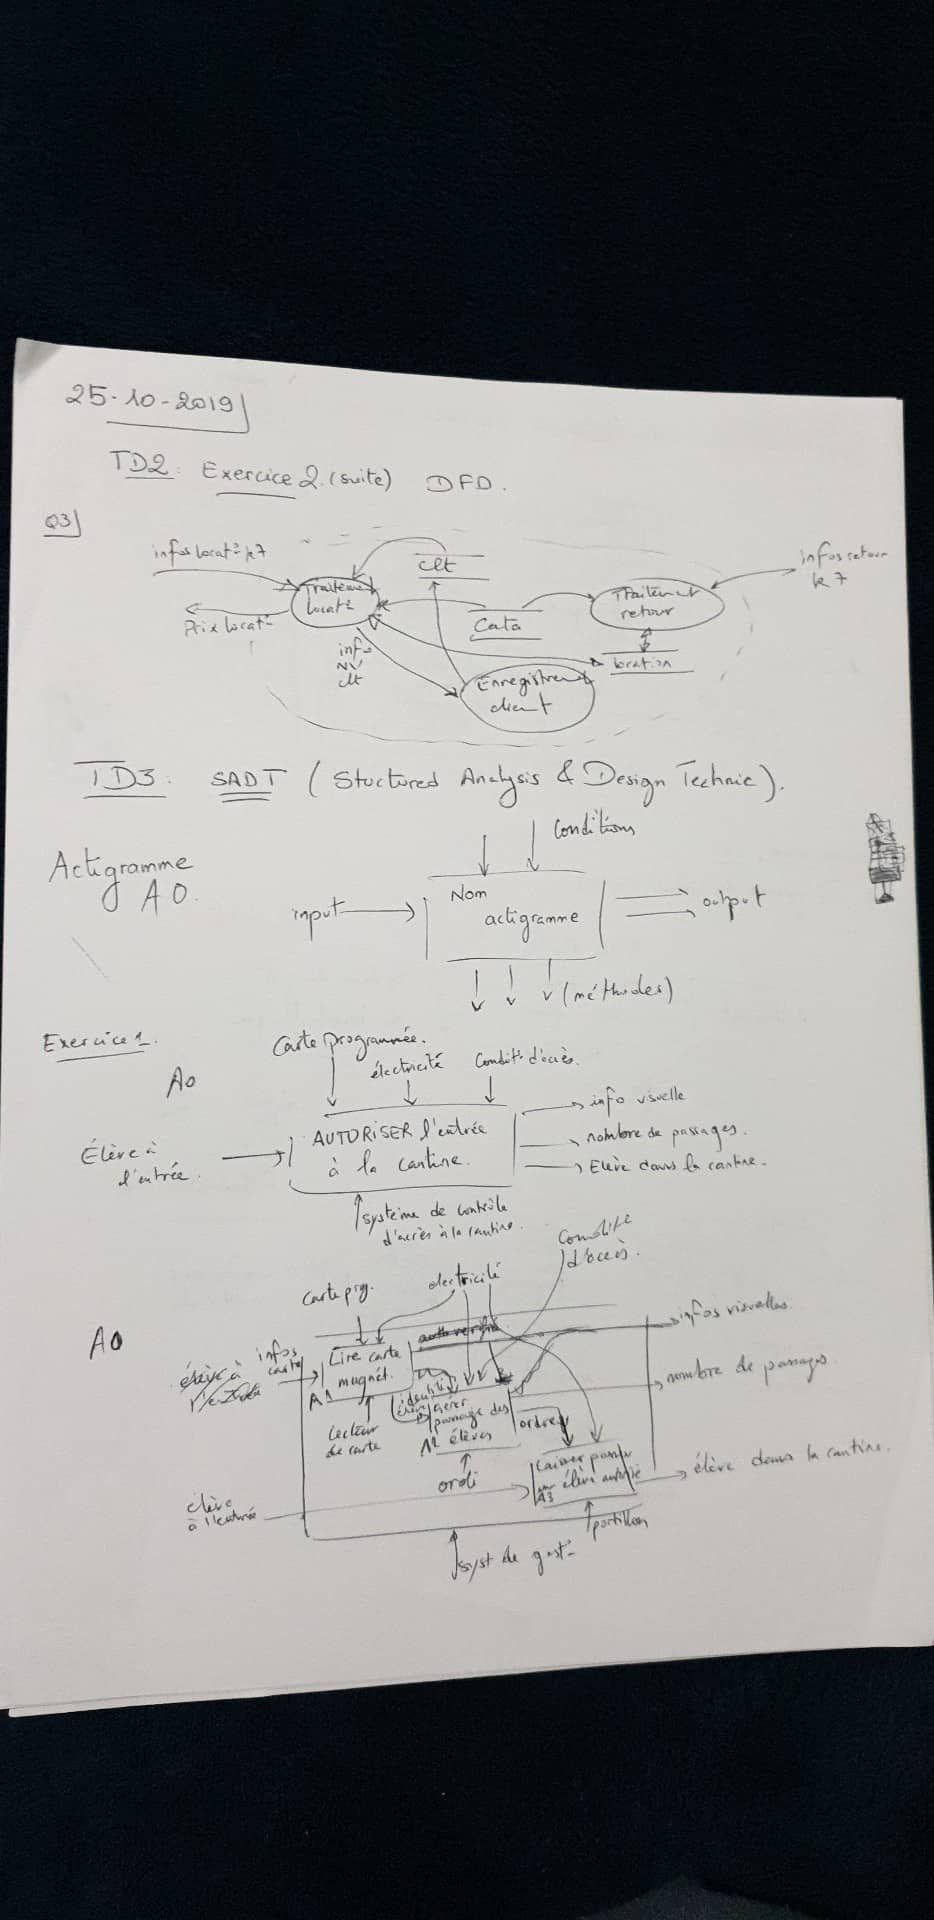 25-10-2019
TD2: Exercice 2. (suite) DFD.
Q3
infos locat° k7
clt
infos retour
k7
Traitement
locat°
Traitement
retour
Prix locat°
Cata
info
NV
clt
location
Enregistrement
client
TD3: SADT (Stuctured Analysis & Design Technic).
Conditions
Actigramme
A0.
Nom
actigramme
input
output
(méthodes)
Exercice 1.
Carte programmée.
électricité
Condit° d'accès.
A0
info visuelle
AUTORISER l'entrée
à la cantine.
nombre de passages.
Élève à
l'entrée.
Elève dans la cantine.
système de contrôle
d'accès à la cantine.
Condit°
d'accès.
carte prg.
electricité
infos visuelles.
A0
élève à
l'entrée
infos
carte
Lire carte
magnét.
A1
nombre de passages.
identité
élève
Gérer
passage des
élèves
A2
ordre
lecteur
de carte
ordi
Laisser passer
un élève autorisé
A3
élève dans la cantine.
élève
à l'entrée
portillon
syst de gest°